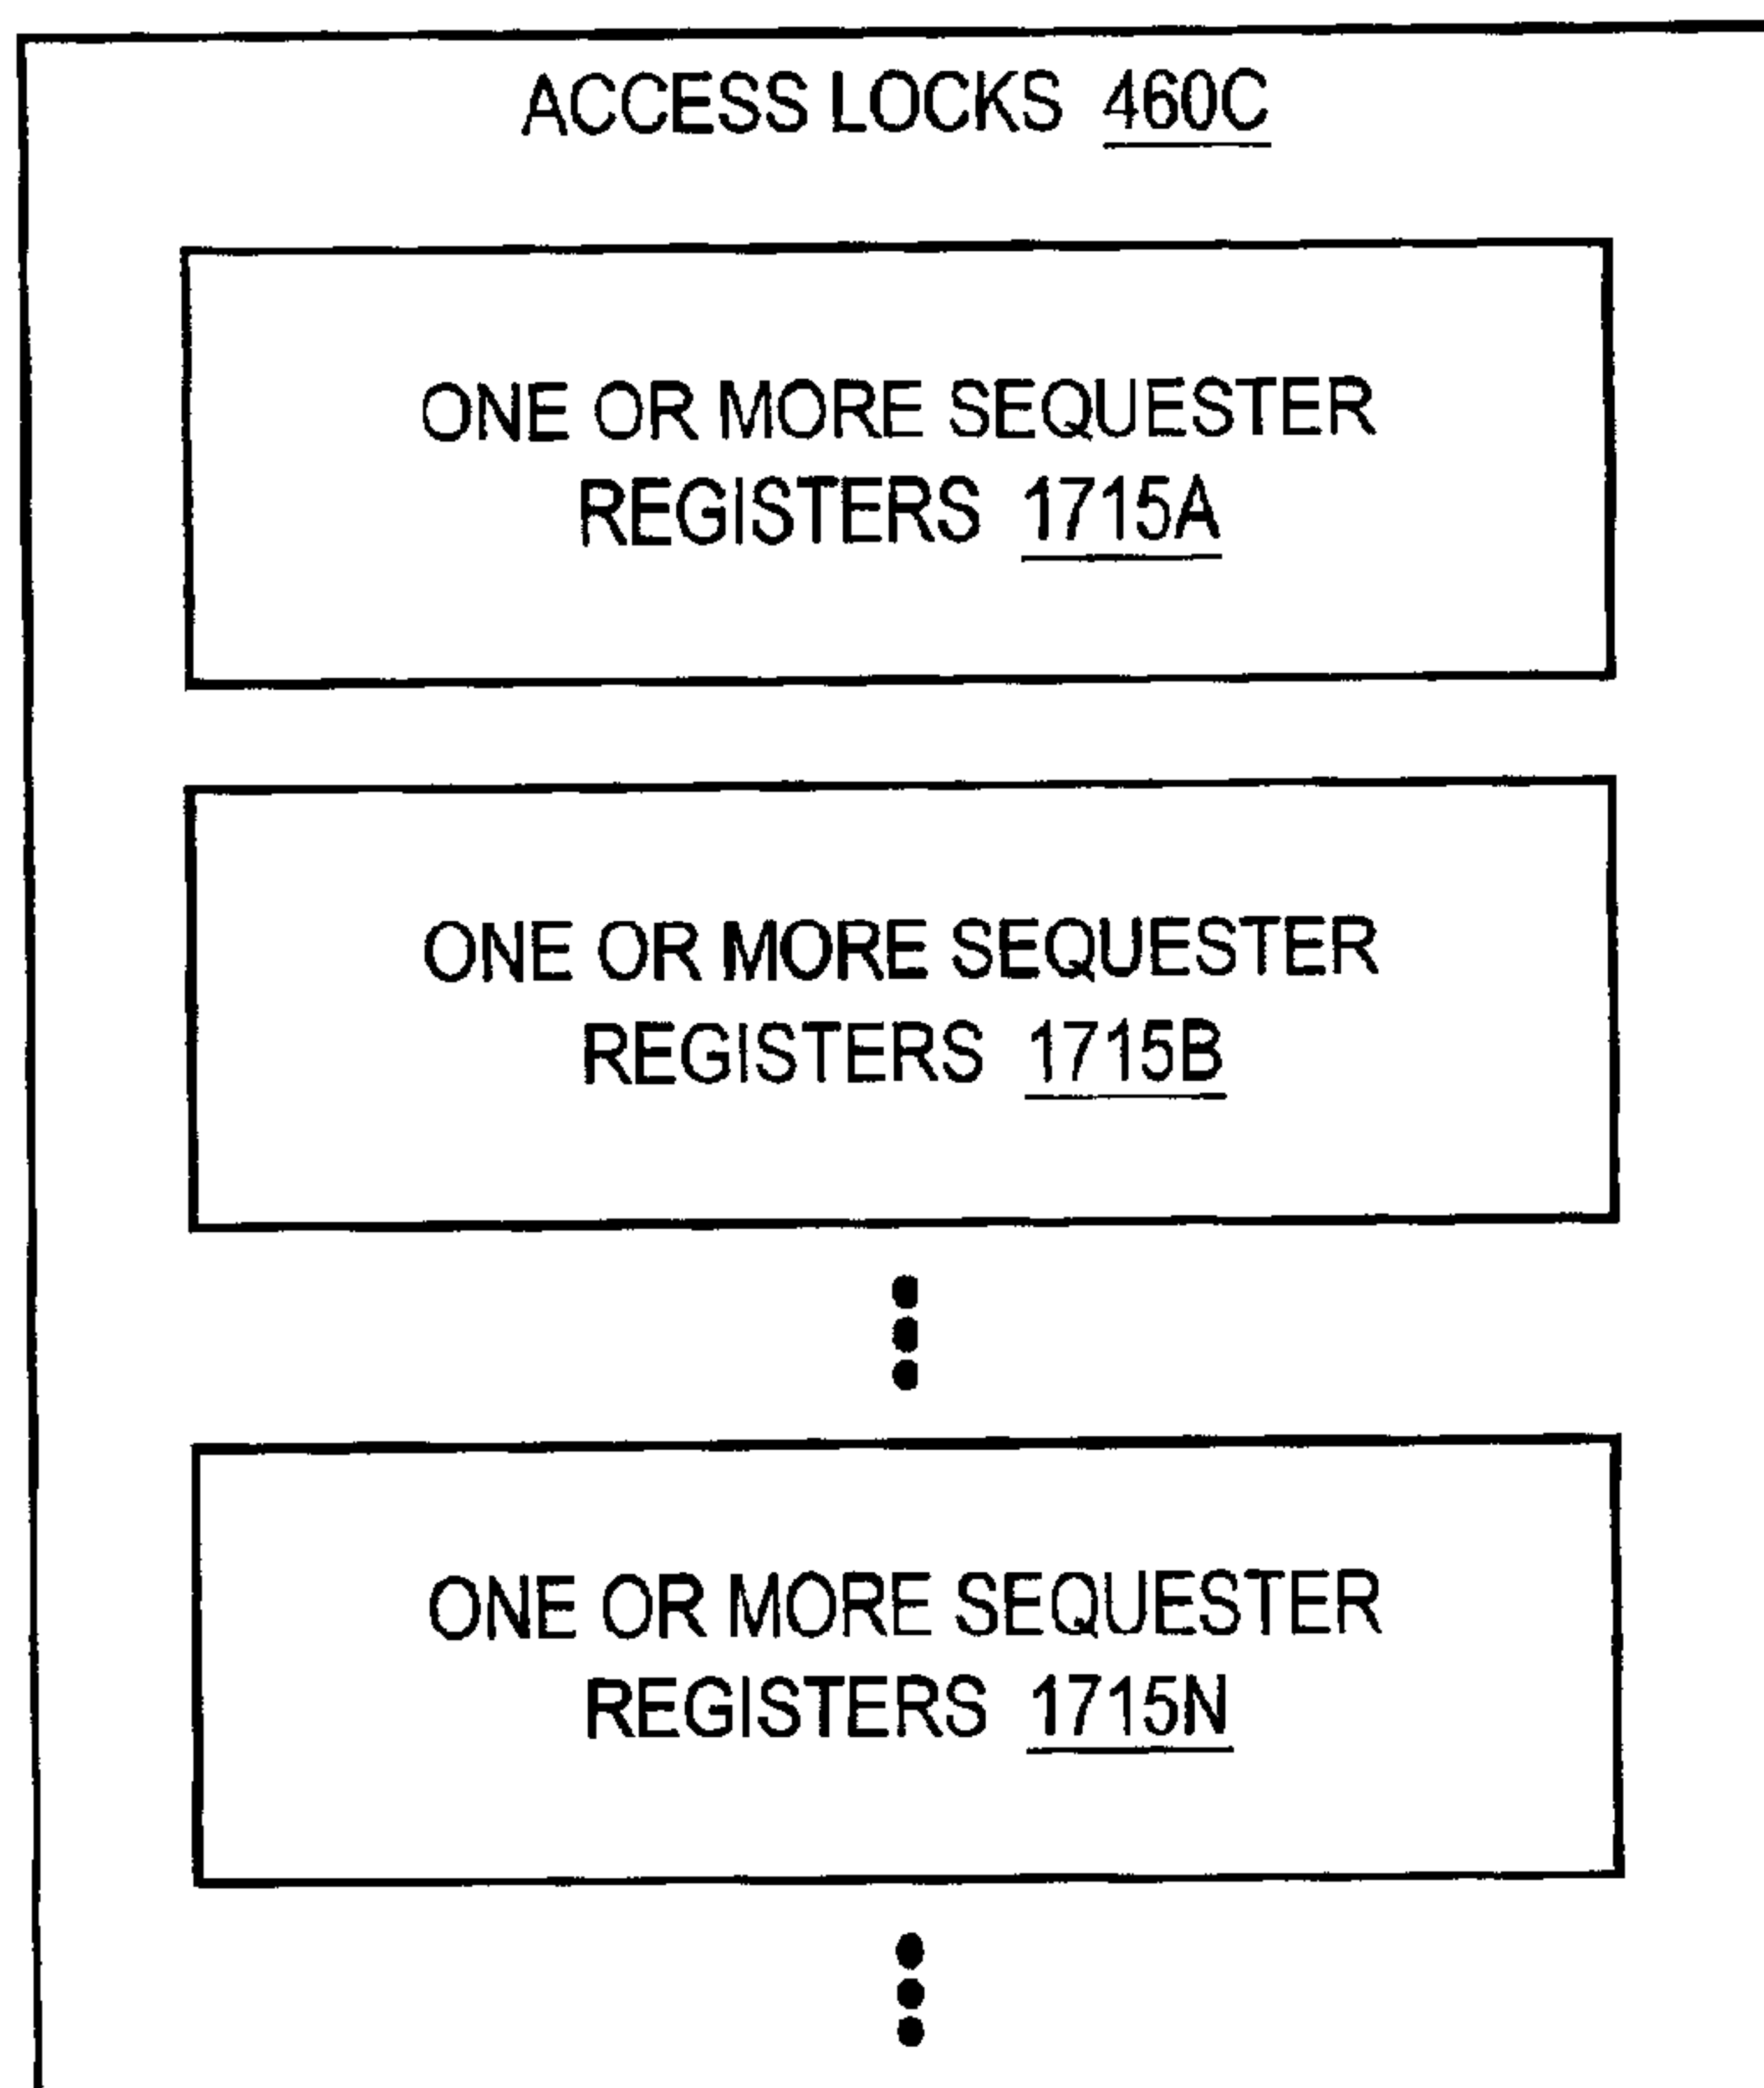 ACCESS LOCKS 460C
ONE OR MORE SEQUESTER
REGISTERS 1715A
ONE OR MORE SEQUESTER
REGISTERS 1715B
ONE OR MORE SEQUESTER
REGISTERS 1715N